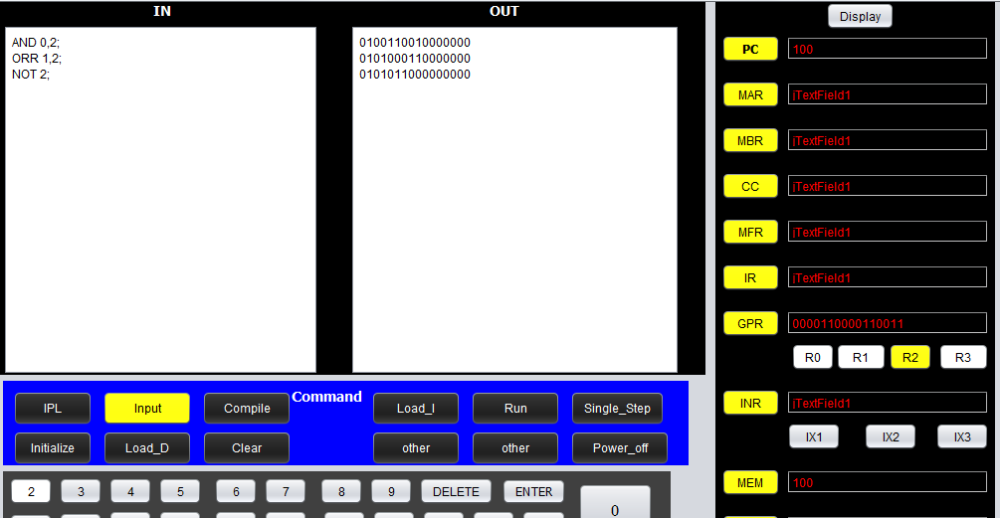 IN
OUT
Display
AND 0,2;
ORR 1,2;
NOT 2;
0100110010000000
0101000110000000
0101011000000000
PC 100
MAR jTextField1
MBR jTextField1
CC jTextField1
MFR jTextField1
IR jTextField1
GPR 0000110000110011
R0 R1 R2 R3
INR jTextField1
IX1 IX2 IX3
MEM 100
Command
IPL Input Compile Load_I Run Single_Step
Initialize Load_D Clear other other Power_off
2 3 4 5 6 7 8 9 DELETE ENTER
0